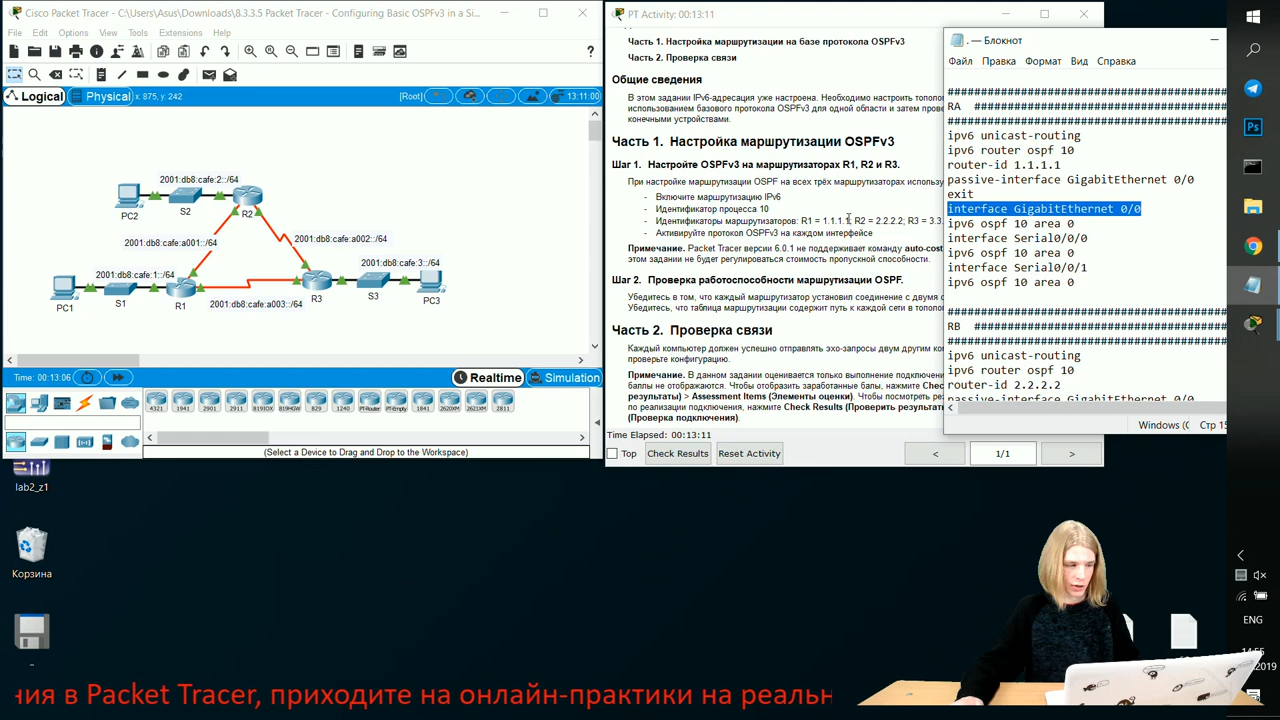 Cisco Packet Tracer - C:\Users\Asus\Downloads\8.3.3.5 Packet Tracer - Configuring Basic OSPFv3 in a Si...
File Edit Options View Tools Extensions Help
?
Logical Physical x: 875, y: 242 [Root] 13:11:00
2001:db8:cafe:2::/64
PC2 S2 R2
2001:db8:cafe:a001::/64
2001:db8:cafe:a002::/64
2001:db8:cafe:1::/64
2001:db8:cafe:3::/64
PC1 S1 R1 R3 S3 PC3
2001:db8:cafe:a003::/64
Time: 00:13:06 Realtime Simulation
4321 1941 2901 2911 819IOX 819HGW 829 1240 PT-Router PT-Empty 1841 2620XM 2621XM 2811
(Select a Device to Drag and Drop to the Workspace)
PT Activity: 00:13:11
Часть 1. Настройка маршрутизации на базе протокола OSPFv3
Часть 2. Проверка связи
Общие сведения
В этом задании IPv6-адресация уже настроена. Необходимо настроить тополо
использованием базового протокола OSPFv3 для одной области и затем прове
конечными устройствами.
Часть 1. Настройка маршрутизации OSPFv3
Шаг 1. Настройте OSPFv3 на маршрутизаторах R1, R2 и R3.
При настройке маршрутизации OSPF на всех трёх маршрутизаторах использу
- Включите маршрутизацию IPv6
- Идентификатор процесса 10
- Идентификаторы маршрутизаторов: R1 = 1.1.1.1; R2 = 2.2.2.2; R3 = 3.3.
- Активируйте протокол OSPFv3 на каждом интерфейсе
Примечание. Packet Tracer версии 6.0.1 не поддерживает команду auto-cost
этом задании не будет регулироваться стоимость пропускной способности.
Шаг 2. Проверка работоспособности маршрутизации OSPF.
Убедитесь в том, что каждый маршрутизатор установил соединение с двумя с
Убедитесь, что таблица маршрутизации содержит путь к каждой сети в тополо
Часть 2. Проверка связи
Каждый компьютер должен успешно отправлять эхо-запросы двум другим ко
проверьте конфигурацию.
Примечание. В данном задании оценивается только выполнение подключени
баллы не отображаются. Чтобы отобразить заработанные балы, нажмите Chec
результаты) > Assessment Items (Элементы оценки). Чтобы посмотреть рез
по реализации подключения, нажмите Check Results (Проверить результат
(Проверка подключения).
Time Elapsed: 00:13:11
Top Check Results Reset Activity < 1/1 >
. — Блокнот
Файл Правка Формат Вид Справка
##########################################
RA ######################################
##########################################
ipv6 unicast-routing
ipv6 router ospf 10
router-id 1.1.1.1
passive-interface GigabitEthernet 0/0
exit
interface GigabitEthernet 0/0
ipv6 ospf 10 area 0
interface Serial0/0/0
ipv6 ospf 10 area 0
interface Serial0/0/1
ipv6 ospf 10 area 0
##########################################
RB ######################################
##########################################
ipv6 unicast-routing
ipv6 router ospf 10
router-id 2.2.2.2
passive-interface GigabitEthernet 0/0
Windows (C Стр 15
lab2_z1
Корзина
..
Ps
ENG
ния в Packet Tracer, приходите на онлайн-практики на реальн